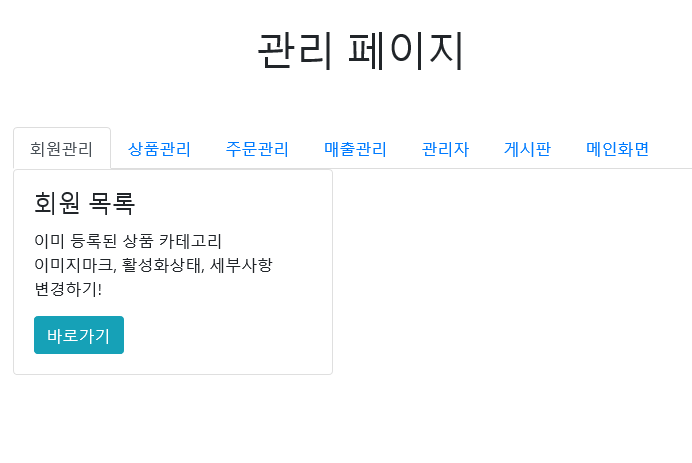 관리 페이지
회원관리 상품관리 주문관리 매출관리 관리자 게시판 메인화면
회원 목록
이미 등록된 상품 카테고리
이미지마크, 활성화상태, 세부사항
변경하기!
바로가기